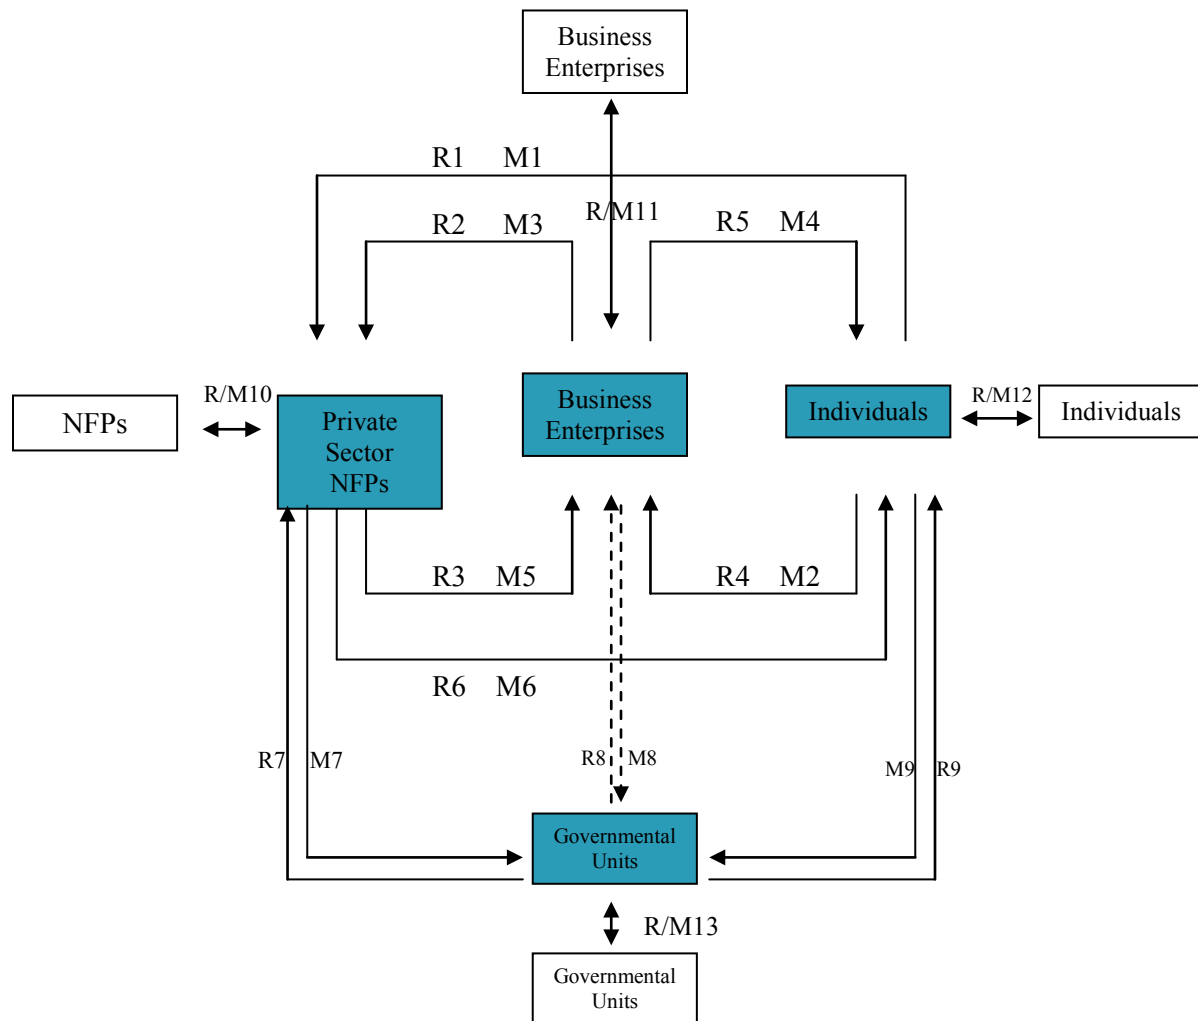 Business
Enterprises
R1 M1
R/M11
R2 M3
R5 M4
NFPs
R/M10
Private
Sector
NFPs
Business
Enterprises
Individuals
R/M12
Individuals
R3 M5
R4 M2
R6 M6
R7 M7
R8 M8
M9 R9
Governmental
Units
R/M13
Governmental
Units